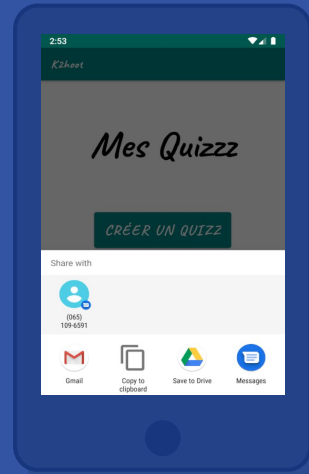 2:53
K2hoot
Mes Quizzz
CRÉER UN QUIZZ
Share with
(065)
109-6591
Gmail
Copy to
clipboard
Save to Drive
Messages